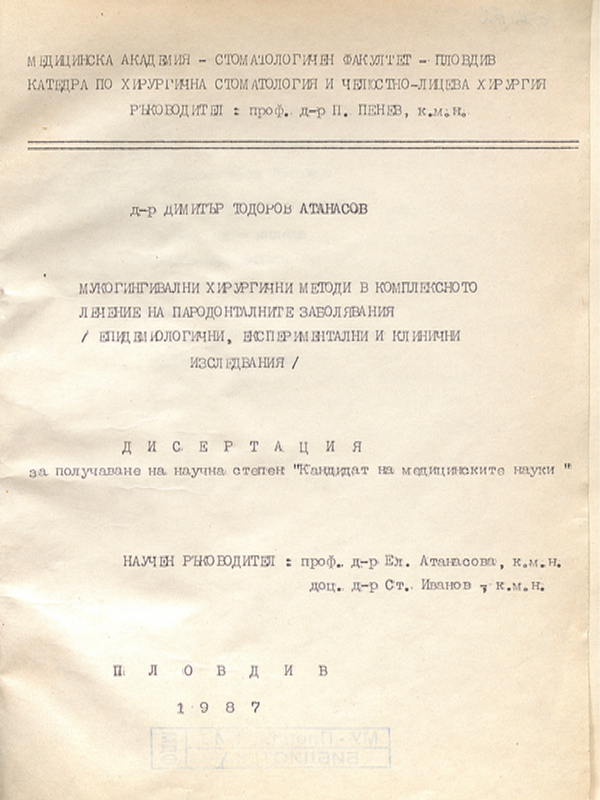 МЕДИЦИНСКА АКАДЕМИЯ - СТОМАТОЛОГИЧЕН ФАКУЛТЕТ - ПЛОВДИВ
КАТЕДРА ПО ХИРУРГИЧНА СТОМАТОЛОГИЯ И ЧЕЛЮСТНО-ЛИЦЕВА ХИРУРГИЯ
РЪКОВОДИТЕЛ : проф. д-р П. ПЕНЕВ, к.м.н.
д-р ДИМИТЪР ТОДОРОВ АТАНАСОВ
МУКОГИНГИВАЛНИ ХИРУРГИЧНИ МЕТОДИ В КОМПЛЕКСНОТО
ЛЕЧЕНИЕ НА ПАРОДОНТАЛНИТЕ ЗАБОЛЯВАНИЯ
/ ЕПИДЕМИОЛОГИЧНИ, ЕКСПЕРИМЕНТАЛНИ И КЛИНИЧНИ
ИЗСЛЕДВАНИЯ /
Д И С Е Р Т А Ц И Я
за получаване на научна степен "Кандидат на медицинските науки "
НАУЧЕН РЪКОВОДИТЕЛ : проф. д-р Ел. Атанасова, к.м.н.
доц. д-р Ст. Иванов , к.м.н.
П Л О В Д И В
1 9 8 7